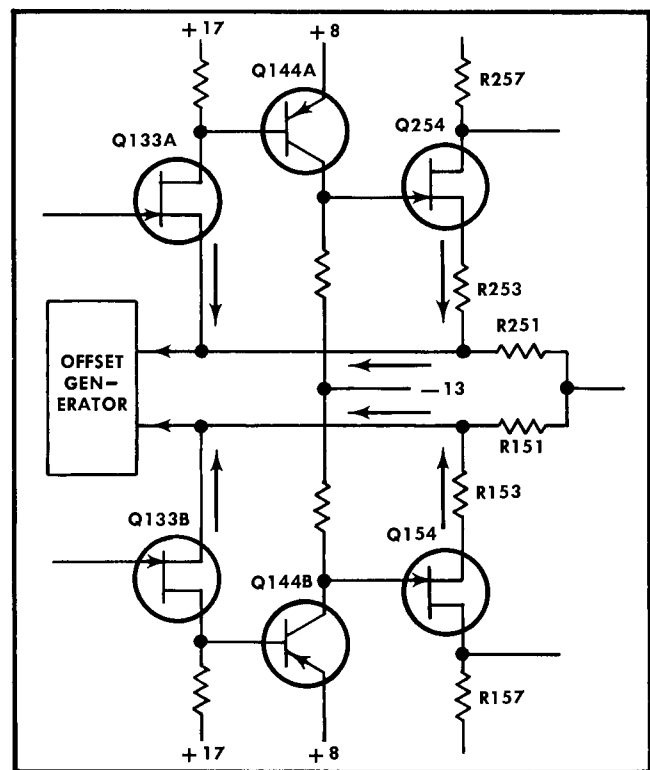 +17
+8
Q144A
R257
Q254
Q133A
R253
R251
OFFSET
GEN-
ERATOR
-13
R151
R153
Q133B
Q154
Q144B
R157
+17
+8